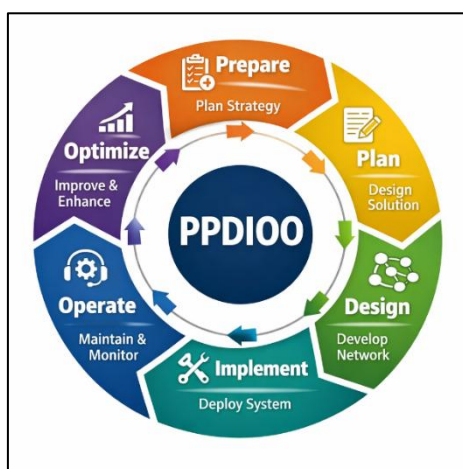 Prepare
Plan Strategy
Plan
Design
Solution
Design
Develop
Network
Implement
Deploy System
Operate
Maintain &
Monitor
Optimize
Improve &
Enhance
PPDIOO